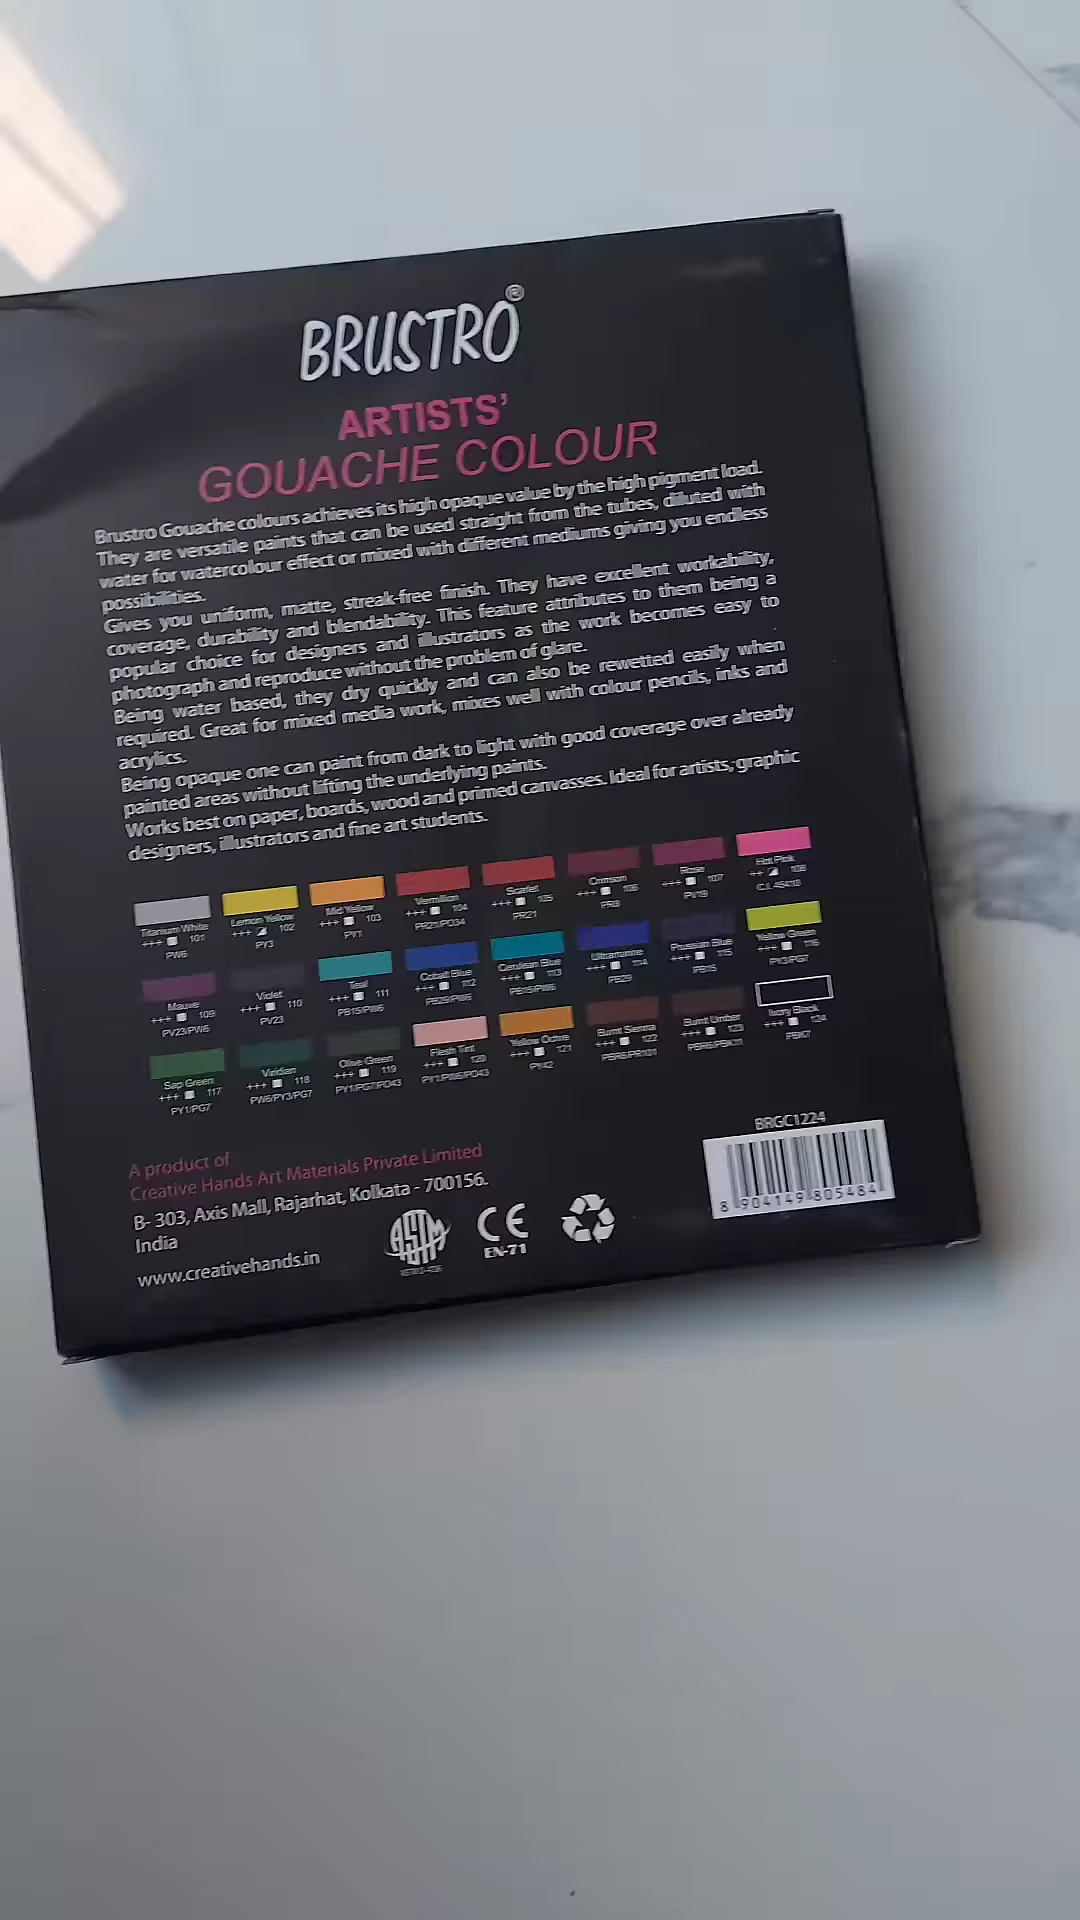 BRUSTRO®
ARTISTS'
GOUACHE COLOUR
Brustro Gouache colours achieves its high opaque value by the high pigment load.
They are versatile paints that can be used straight from the tubes, diluted with
water for watercolour effect or mixed with different mediums giving you endless
possibilities.
Gives you uniform, matte, streak-free finish. They have excellent workability,
coverage, durability and blendability. This feature attributes to them being a
popular choice for designers and illustrators as the work becomes easy to
photograph and reproduce without the problem of glare.
Being water based, they dry quickly and can also be rewetted easily when
required. Great for mixed media work, mixes well with colour pencils, inks and
acrylics.
Being opaque one can paint from dark to light with good coverage over already
painted areas without lifting the underlying paints.
Works best on paper, boards, wood and primed canvasses. Ideal for artists, graphic
designers, illustrators and fine art students.
Titanium White Lemon Yellow Mid Yellow Vermilion Scarlet Crimson Rose Hot Pink
+++ 101 +++ 102 +++ 103 +++ 104 +++ 105 +++ 106 +++ 107 ++ 108
PW6 PY3 PY1 PR21/PO34 PR21 PR8 PV19 C.I. 45410
Mauve Violet Teal Cobalt Blue Cerulean Blue Ultramarine Prussian Blue Yellow Green
+++ 109 +++ 110 +++ 111 +++ 112 +++ 113 +++ 114 +++ 115 +++ 116
PV23/PW6 PV23 PB15/PW6 PB29/PW6 PB15/PW6 PB29 PB15 PY3/PG7
Sap Green Viridian Olive Green Flesh Tint Yellow Ochre Burnt Sienna Burnt Umber Ivory Black
+++ 117 +++ 118 +++ 119 +++ 120 +++ 121 +++ 122 +++ 123 +++ 124
PY1/PG7 PW6/PY3/PG7 PY1/PG7/PO43 PY1/PW6/PO43 PY42 PBR6/PR101 PBR6/PBK11 PBK7
A product of
Creative Hands Art Materials Private Limited
B- 303, Axis Mall, Rajarhat, Kolkata - 700156.
India
www.creativehands.in
ASTM
CE
EN-71
BRGC1224
8 904149 805484